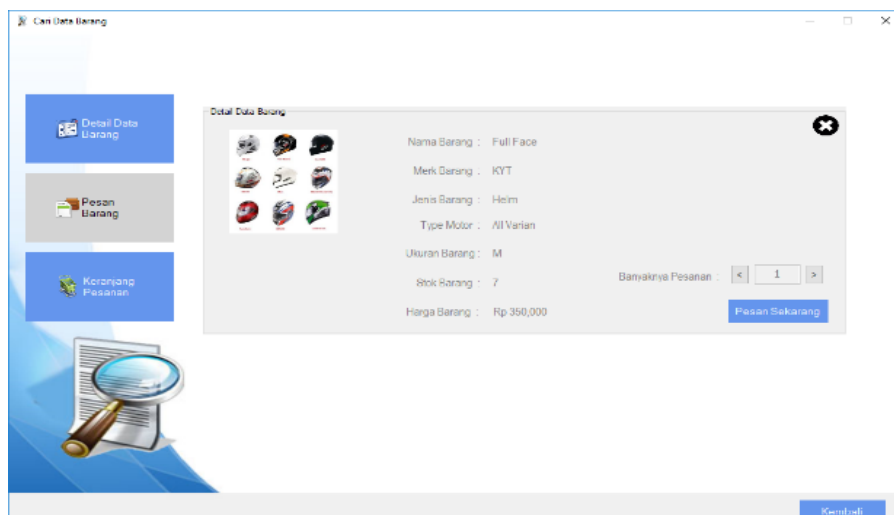 Cari Data Barang
Detail Data
Barang
Pesan
Barang
Keranjang
Pesanan
Detail Data Barang
Nama Barang : Full Face
Merk Barang : KYT
Jenis Barang : Helm
Type Motor : All Varian
Ukuran Barang : M
Stok Barang : 7
Banyaknya Pesanan : < 1 >
Harga Barang : Rp 350,000
Pesan Sekarang
Kembali